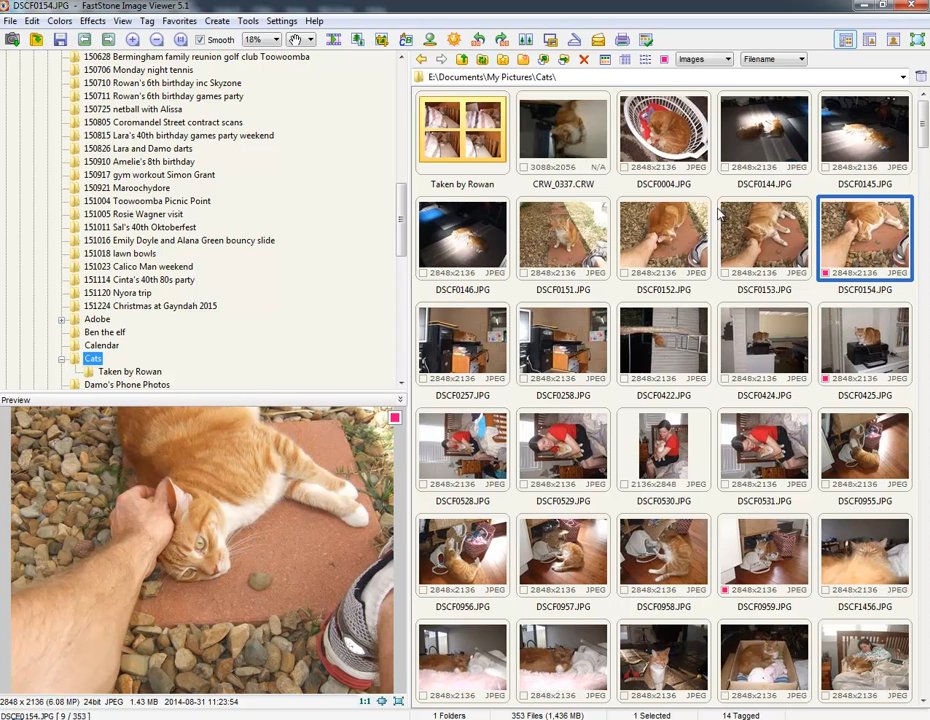 DSCF0154.JPG - FastStone Image Viewer 5.1
File Edit Colors Effects View Tag Favorites Create Tools Settings Help
Smooth 18%
Images Filename
E:\Documents\My Pictures\Cats\
150628 Bermingham family reunion golf club Toowoomba
150706 Monday night tennis
150710 Rowan's 6th birthday inc Skyzone
150711 Rowan's 6th birthday games party
150725 netball with Alissa
150805 Coromandel Street contract scans
150815 Lara's 40th birthday games party weekend
150826 Lara and Damo darts
150910 Amelie's 8th birthday
150917 gym workout Simon Grant
150921 Maroochydore
151004 Toowoomba Picnic Point
151005 Rosie Wagner visit
151011 Sal's 40th Oktoberfest
151016 Emily Doyle and Alana Green bouncy slide
151018 lawn bowls
151023 Calico Man weekend
151114 Cinta's 40th 80s party
151120 Nyora trip
151224 Christmas at Gayndah 2015
Adobe
Ben the elf
Calendar
Cats
Taken by Rowan
Damo's Phone Photos
Preview
2848 x 2136 (6.08 MP) 24bit JPEG 1.43 MB 2014-08-31 11:23:54 1:1
DSCF0154.JPG [ 9 / 353 ]
3088x2056 N/A 2848x2136 JPEG 2848x2136 JPEG 2848x2136 JPEG
Taken by Rowan CRW_0337.CRW DSCF0004.JPG DSCF0144.JPG DSCF0145.JPG
2848x2136 JPEG 2848x2136 JPEG 2848x2136 JPEG 2848x2136 JPEG 2848x2136 JPEG
DSCF0146.JPG DSCF0151.JPG DSCF0152.JPG DSCF0153.JPG DSCF0154.JPG
2848x2136 JPEG 2848x2136 JPEG 2848x2136 JPEG 2848x2136 JPEG 2848x2136 JPEG
DSCF0257.JPG DSCF0258.JPG DSCF0422.JPG DSCF0424.JPG DSCF0425.JPG
2848x2136 JPEG 2848x2136 JPEG 2136x2848 JPEG 2848x2136 JPEG 2848x2136 JPEG
DSCF0528.JPG DSCF0529.JPG DSCF0530.JPG DSCF0531.JPG DSCF0955.JPG
2848x2136 JPEG 2848x2136 JPEG 2848x2136 JPEG 2848x2136 JPEG 2848x2136 JPEG
DSCF0956.JPG DSCF0957.JPG DSCF0958.JPG DSCF0959.JPG DSCF1456.JPG
2848x2136 JPEG 2848x2136 JPEG 2848x2136 JPEG 2848x2136 JPEG 2848x2136 JPEG
1 Folders 353 Files (1,436 MB) 1 Selected 14 Tagged